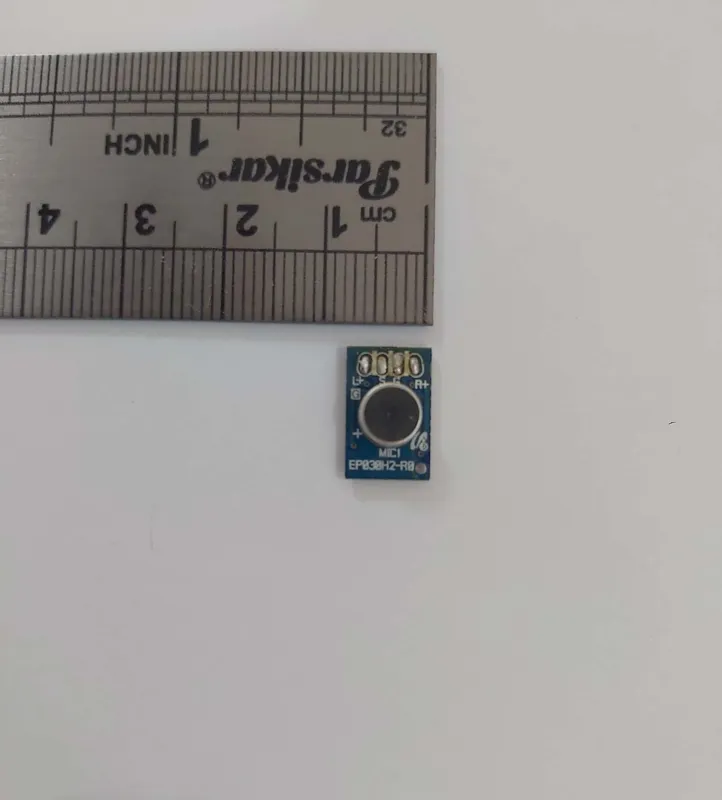 32
1 INCH
Parsikar®
cm 1 2 3 4
L+ S G R+
G
+
MIC1
EP030H2-R0